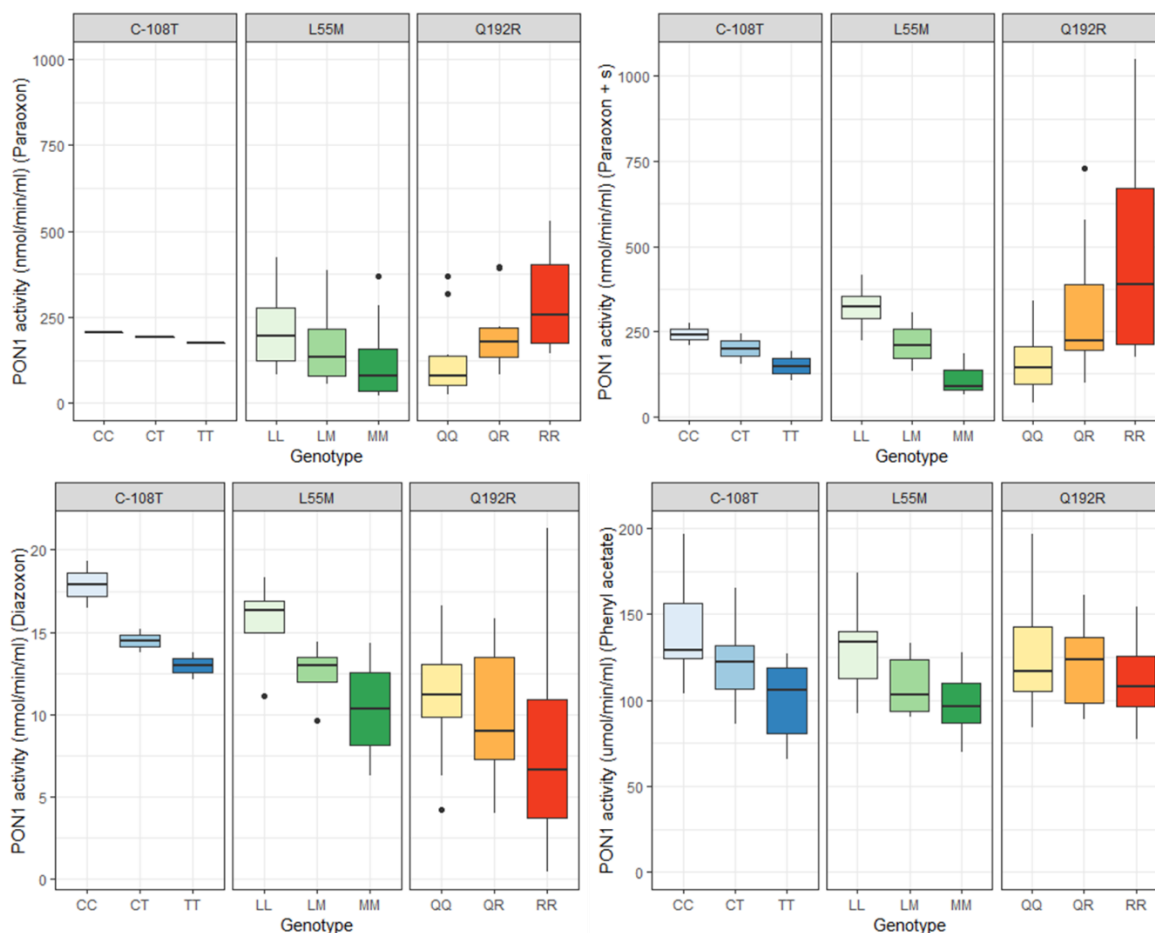 C-108T L55M Q192R
PON1 activity (nmol/min/ml) (Paraoxon)
1000
750
500
250
0
CC CT TT LL LM MM QQ QR RR
Genotype
C-108T L55M Q192R
PON1 activity (nmol/min/ml) (Paraoxon + s)
1000
750
500
250
0
CC CT TT LL LM MM QQ QR RR
Genotype
C-108T L55M Q192R
PON1 activity (nmol/min/ml) (Diazoxon)
20
15
10
5
0
CC CT TT LL LM MM QQ QR RR
Genotype
C-108T L55M Q192R
PON1 activity (umol/min/ml) (Phenyl acetate)
200
150
100
50
0
CC CT TT LL LM MM QQ QR RR
Genotype